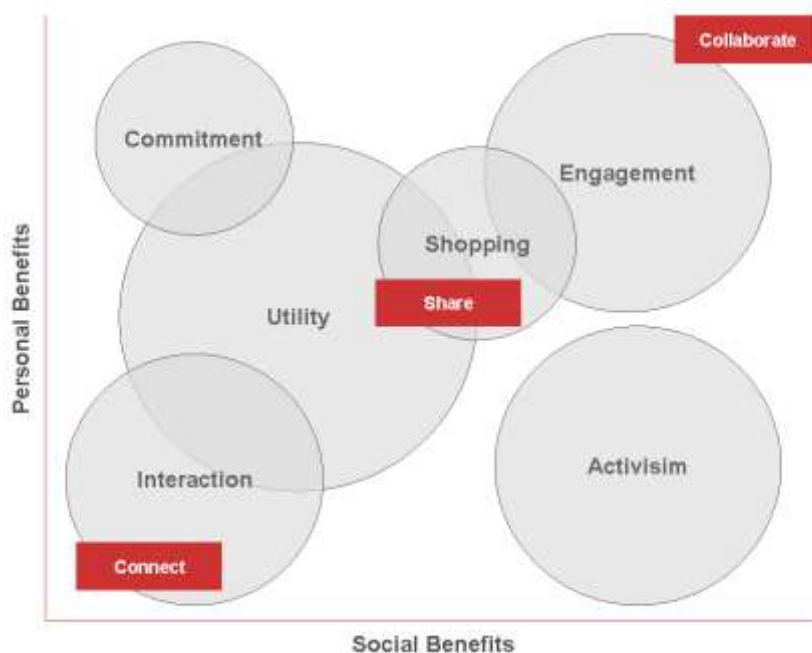 Collaborate
Commitment
Engagement
Shopping
Share
Utility
Personal Benefits
Interaction
Activisim
Connect
Social Benefits